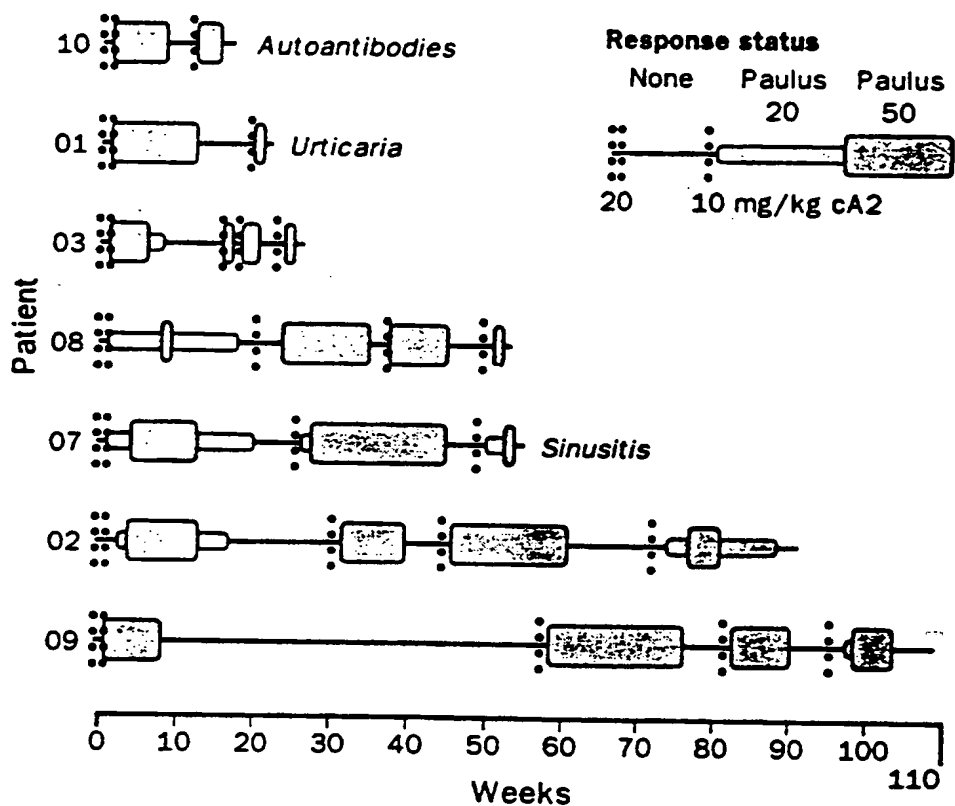 10 Autoantibodies
Response status
None Paulus 20 Paulus 50
20 10 mg/kg cA2
01 Urticaria
03
08
07 Sinusitis
02
09
Patient
0 10 20 30 40 50 60 70 80 90 100 110
Weeks